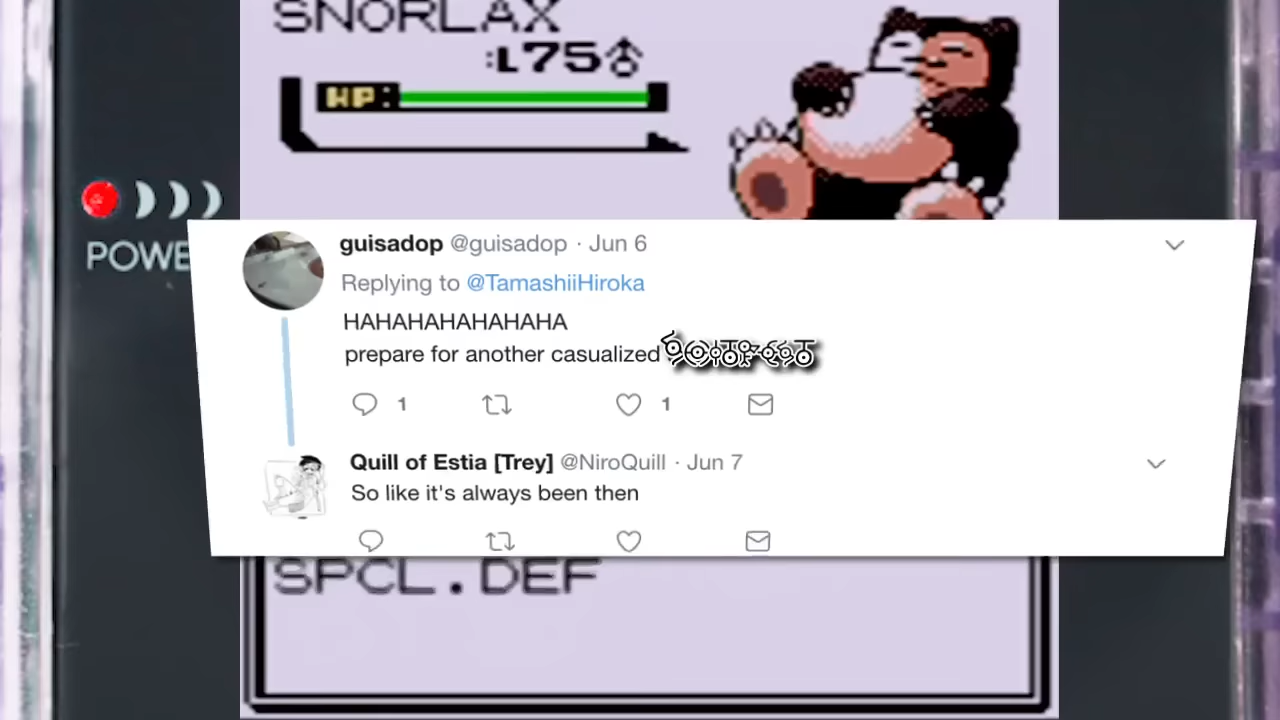 SNORLAX
:L75♂
HP:
POWE
guisadop @guisadop · Jun 6
Replying to @TamashiiHiroka
HAHAHAHAHAHAHA
prepare for another casualized
1
1
Quill of Estia [Trey] @NiroQuill · Jun 7
So like it's always been then
SPCL.DEF